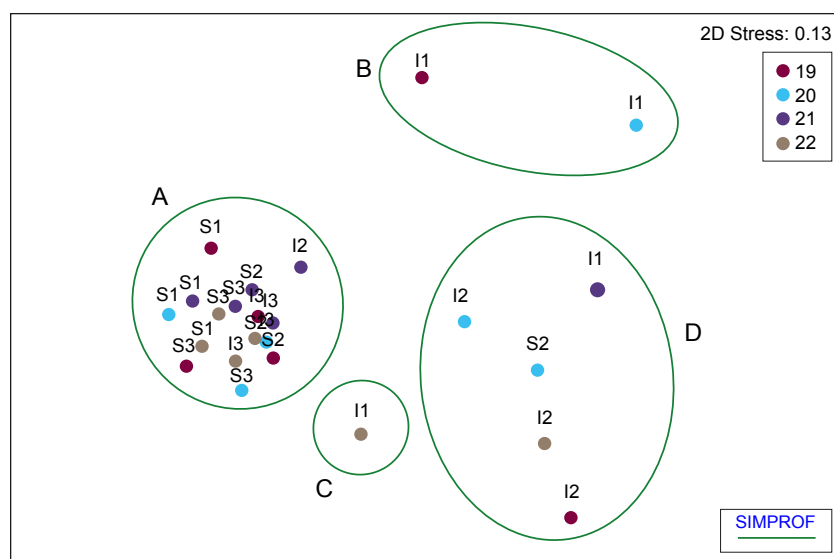 2D Stress: 0.13
19
20
21
22
B
I1
I1
A
S1
I2
S2
S1
S3
I3
I3
S1
S3
S1
S2
I3
S2
S3
I3
S3
I1
I2
S2
D
I2
I2
I1
C
SIMPROF